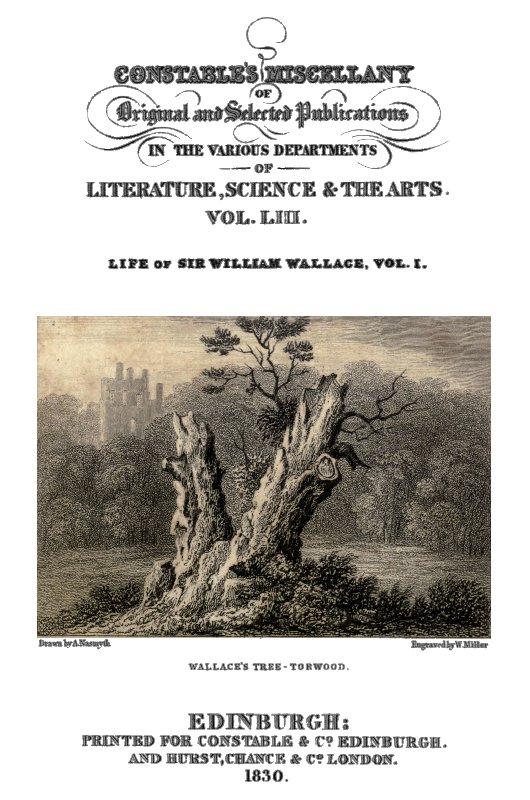 CONSTABLE'S MISCELLANY
OF
Original and Selected Publications
IN THE VARIOUS DEPARTMENTS
OF
LITERATURE, SCIENCE & THE ARTS.
VOL. LIII.
LIFE OF SIR WILLIAM WALLACE, VOL. I.
Drawn by A. Nasmyth
Engraved by W. Miller
WALLACE'S TREE - TORWOOD.
EDINBURGH:
PRINTED FOR CONSTABLE & Cº EDINBURGH.
AND HURST, CHANCE & Cº LONDON.
1830.